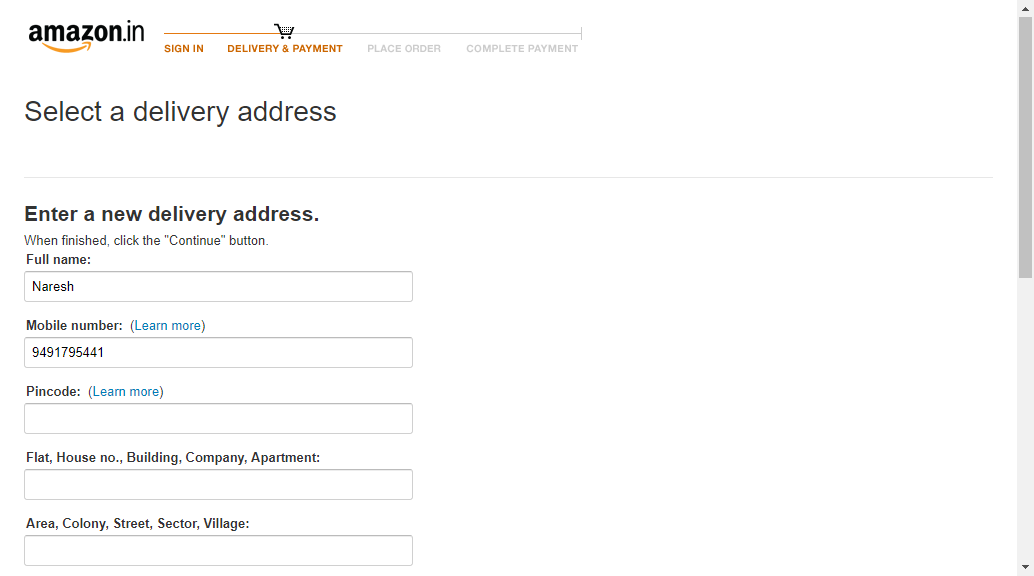 amazon.in
SIGN IN DELIVERY & PAYMENT PLACE ORDER COMPLETE PAYMENT
Select a delivery address
Enter a new delivery address.
When finished, click the "Continue" button.
Full name:
Naresh
Mobile number: (Learn more)
9491795441
Pincode: (Learn more)
Flat, House no., Building, Company, Apartment:
Area, Colony, Street, Sector, Village: